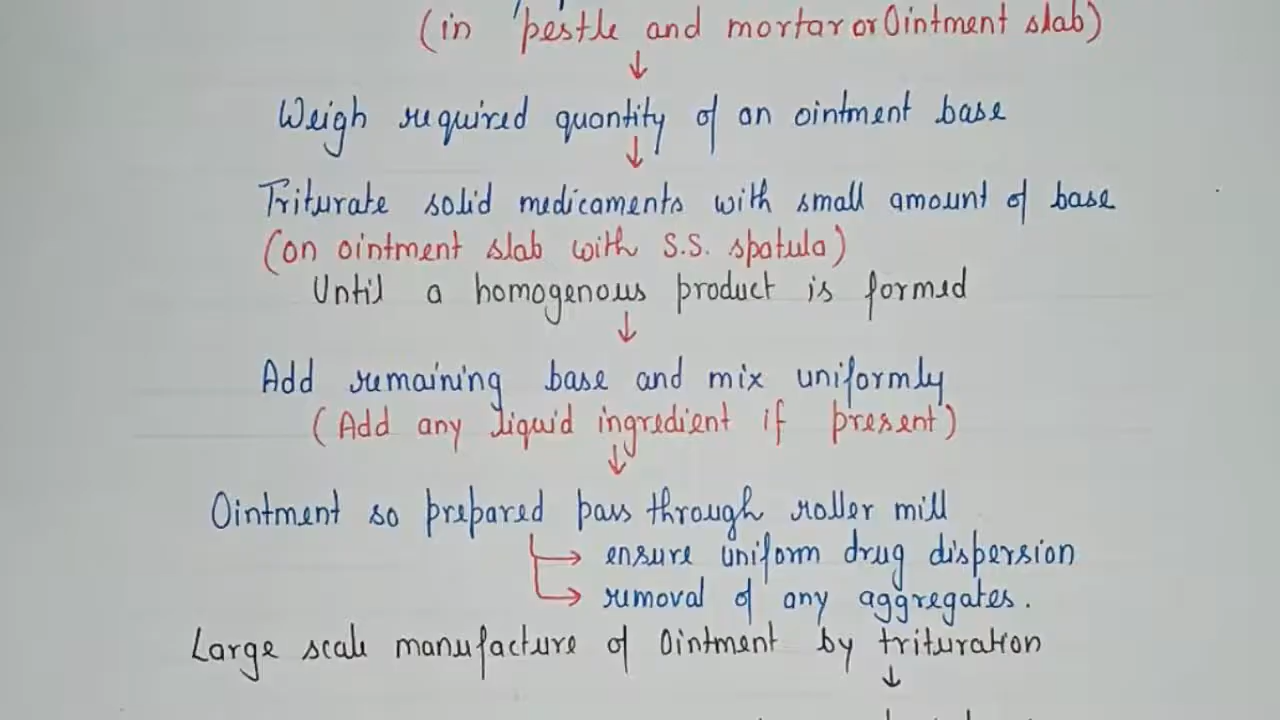 (in pestle and mortar or Ointment slab)
↓
Weigh required quantity of an ointment base
↓
Triturate solid medicaments with small amount of base
(on ointment slab with S.S. spatula)
Until a homogenous product is formed
↓
Add remaining base and mix uniformly
(Add any liquid ingredient if present)
↓
Ointment so prepared pass through roller mill
→ ensure uniform drug dispersion
→ removal of any aggregates.
Large scale manufacture of Ointment by trituration
↓